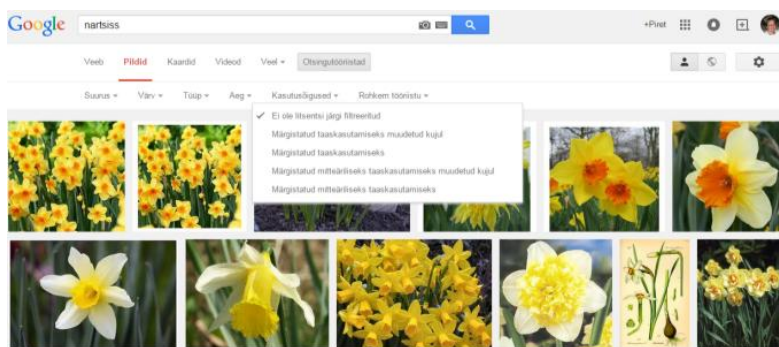 Google nartsiss +Piret
Veeb Pildid Kaardid Videod Veel Otsingutööriistad
Suurus Värv Tüüp Aeg Kasutusõigused Rohkem tööriistu
Ei ole litsentsi järgi filtreeritud
Märgistatud taaskasutamiseks muudetud kujul
Märgistatud taaskasutamiseks
Märgistatud mitteäriliseks taaskasutamiseks muudetud kujul
Märgistatud mitteäriliseks taaskasutamiseks